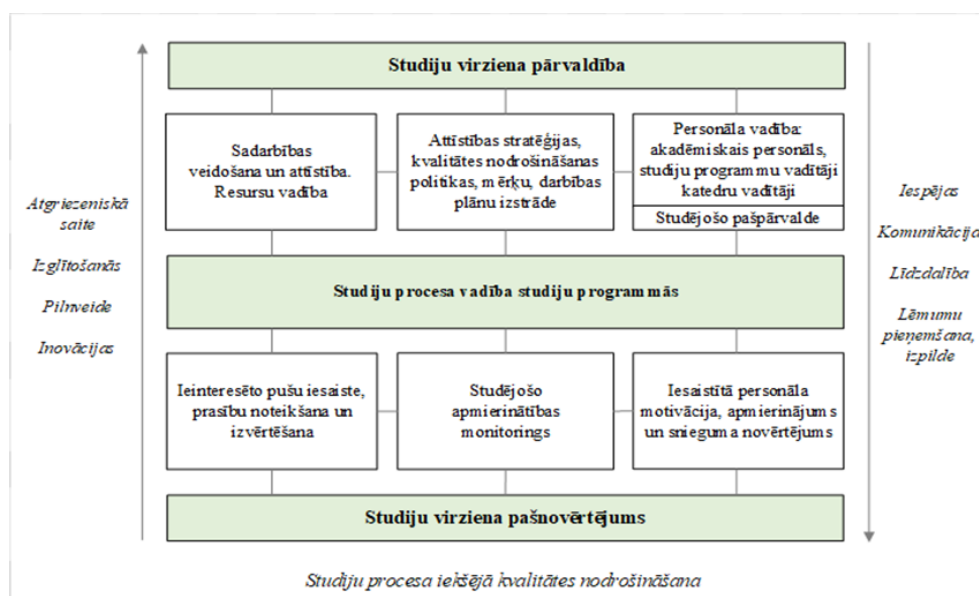 Studiju virziena pārvaldība
Sadarbības
veidošana un attīstība.
Resursu vadība
Attīstības stratēģijas,
kvalitātes nodrošināšanas
politikas, mērķu, darbības
plānu izstrāde
Personāla vadība:
akadēmiskais personāls,
studiju programmu vadītāji
katedru vadītāji
Studējošo pašpārvalde
Atgriezeniskā
saite
Izglītošanās
Pilnveide
Inovācijas
Iespējas
Komunikācija
Līdzdalība
Lēmumu
pieņemšana,
izpilde
Studiju procesa vadība studiju programmās
Ieinteresēto pušu iesaiste,
prasību noteikšana un
izvērtēšana
Studējošo
apmierinātības
monitorings
Iesaistītā personāla
motivācija, apmierinājums
un snieguma novērtējums
Studiju virziena pašnovērtējums
Studiju procesa iekšējā kvalitātes nodrošināšana